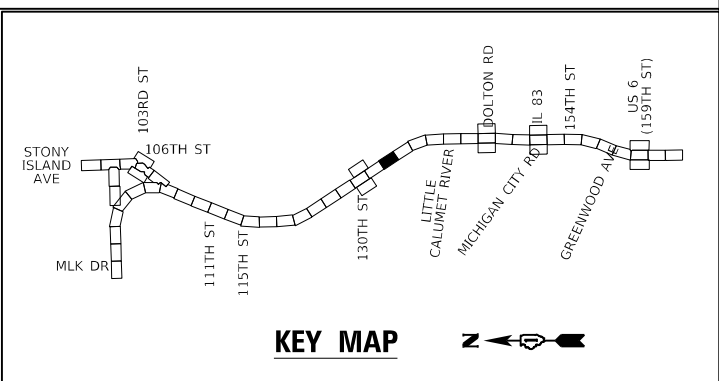 103RD ST
106TH ST
STONY
ISLAND
AVE
MLK DR
111TH ST
115TH ST
130TH ST
LITTLE
CALUMET RIVER
DOLTON RD
MICHIGAN CITY RD
IL 83
154TH ST
GREENWOOD AVE
US 6
(159TH ST)
KEY MAP
N